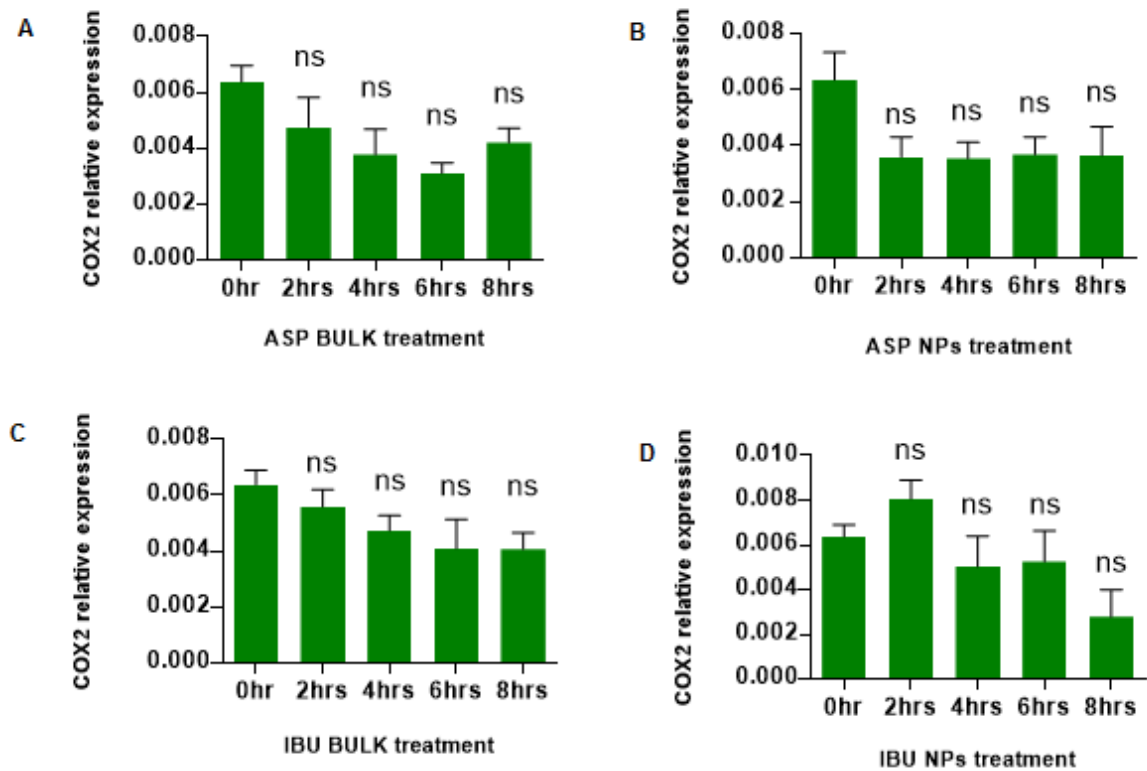 A
COX2 relative expression
0.008
0.006
0.004
0.002
0.000
ns
ns
ns
ns
0hr 2hrs 4hrs 6hrs 8hrs
ASP BULK treatment
B
COX2 relative expression
0.008
0.006
0.004
0.002
0.000
ns
ns
ns
ns
0hr 2hrs 4hrs 6hrs 8hrs
ASP NPs treatment
C
COX2 relative expression
0.008
0.006
0.004
0.002
0.000
ns
ns
ns
ns
0hr 2hrs 4hrs 6hrs 8hrs
IBU BULK treatment
D
COX2 relative expression
0.010
0.008
0.006
0.004
0.002
0.000
ns
ns
ns
ns
0hr 2hrs 4hrs 6hrs 8hrs
IBU NPs treatment